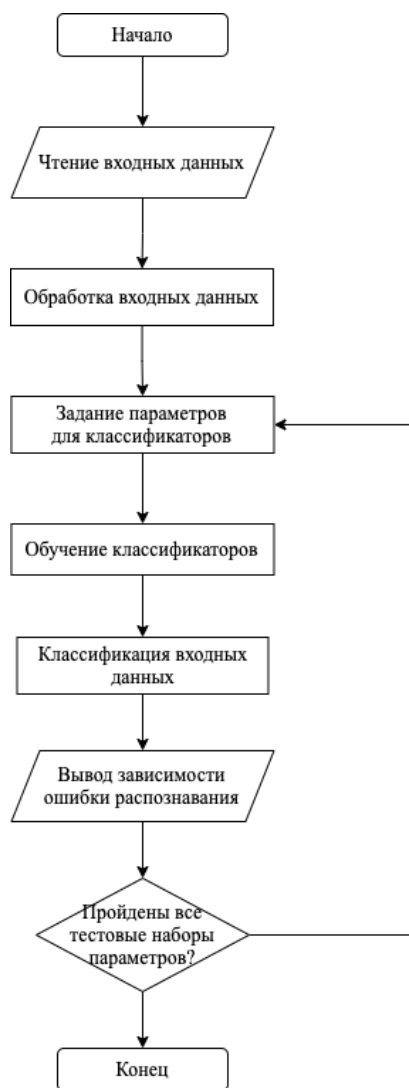 Начало
Чтение входных данных
Обработка входных данных
Задание параметров
для классификаторов
Обучение классификаторов
Классификация входных
данных
Вывод зависимости
ошибки распознавания
Пройдены все
тестовые наборы
параметров?
Конец